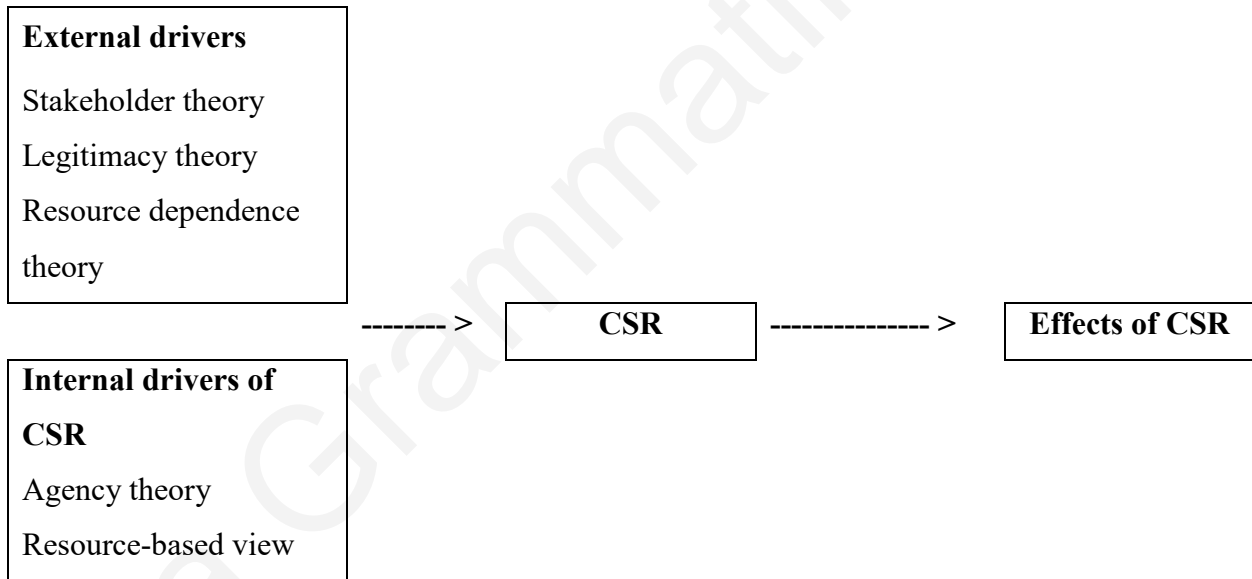 External drivers
Stakeholder theory
Legitimacy theory
Resource dependence
theory
-------- >
CSR
--------------- >
Effects of CSR
Internal drivers of
CSR
Agency theory
Resource-based view
Grammati